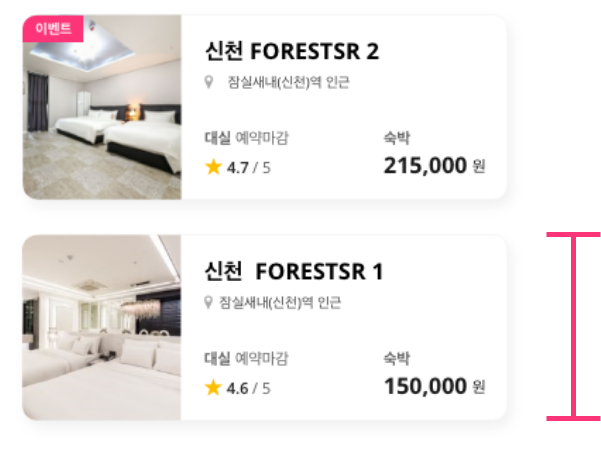 이벤트
신천 FORESTSR 2
잠실새내(신천)역 인근
대실 예약마감
숙박
4.7 / 5
215,000 원
신천 FORESTSR 1
잠실새내(신천)역 인근
대실 예약마감
숙박
4.6 / 5
150,000 원